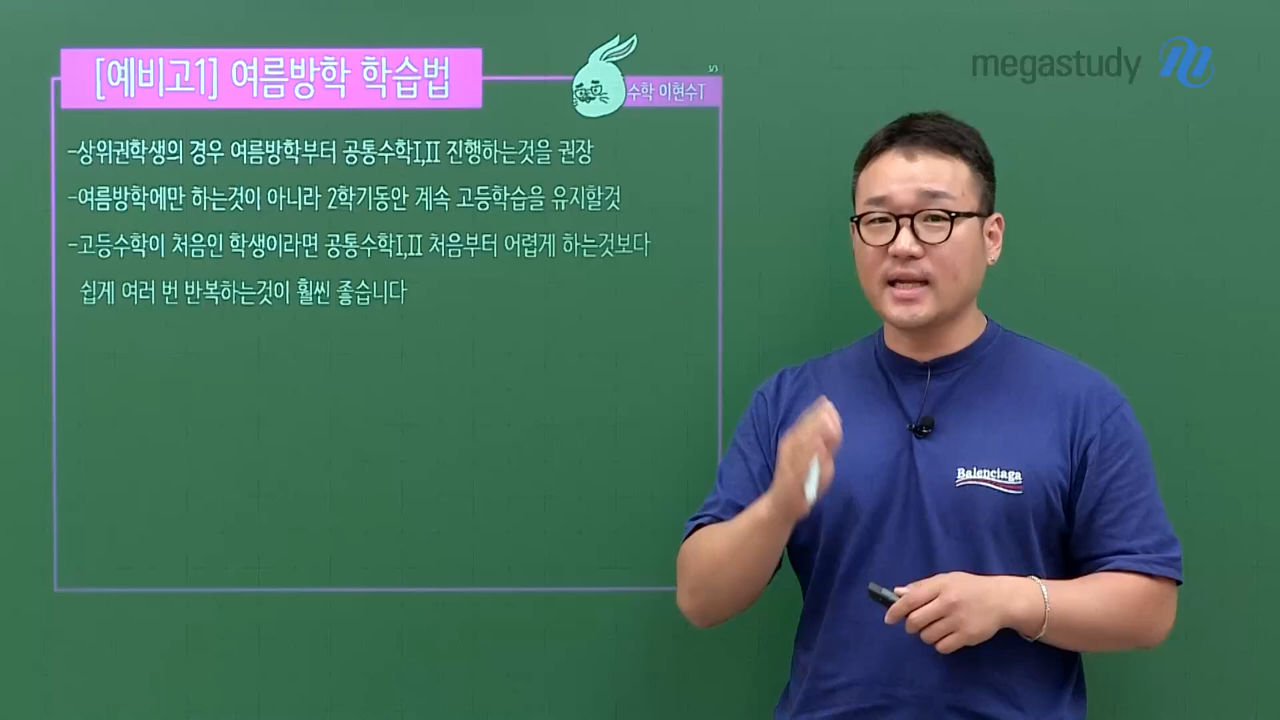 [예비고1] 여름방학 학습법
3/3
수학 이현수T
megastudy
-상위권학생의 경우 여름방학부터 공통수학I,II 진행하는것을 권장
-여름방학에만 하는것이 아니라 2학기동안 계속 고등학습을 유지할것
-고등수학이 처음인 학생이라면 공통수학I,II 처음부터 어렵게 하는것보다
쉽게 여러 번 반복하는것이 훨씬 좋습니다
Balenciaga